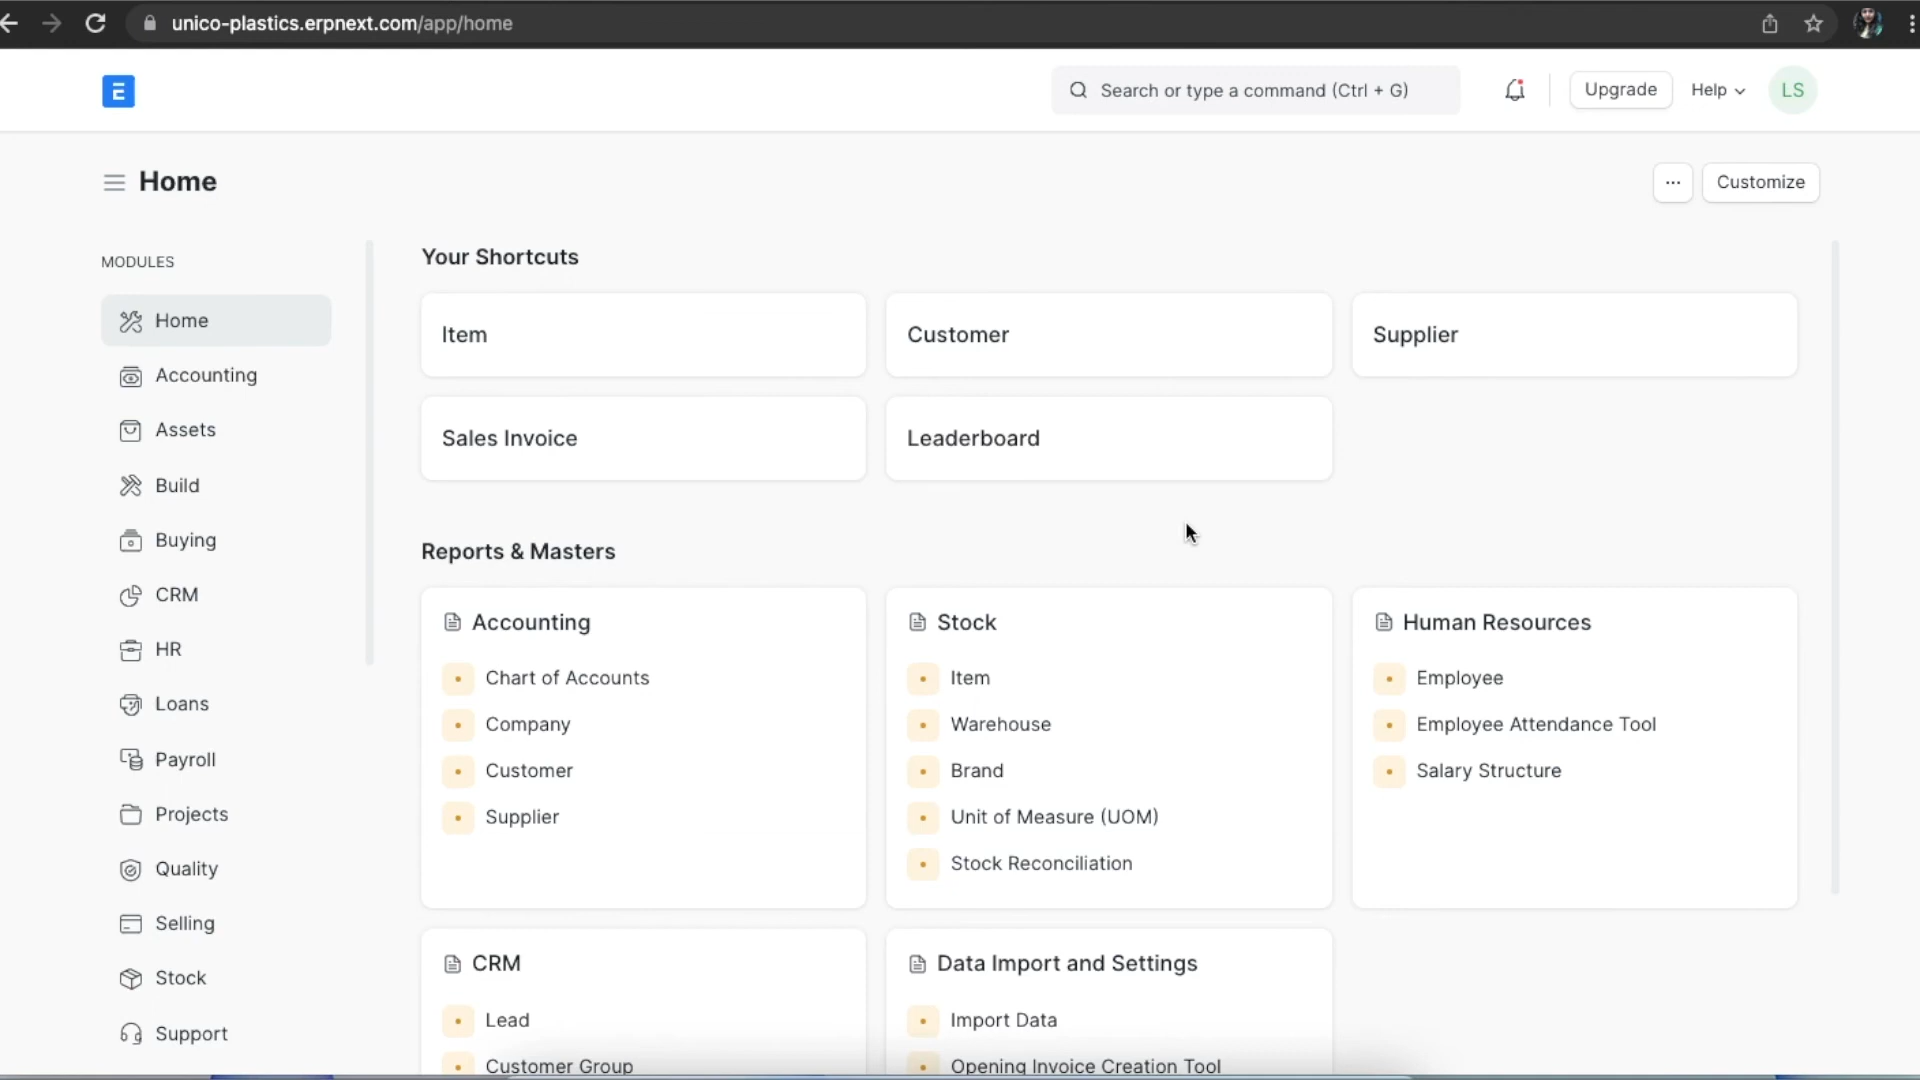 unico-plastics.erpnext.com/app/home
E
Search or type a command (Ctrl + G)
Upgrade
Help
LS
Home
...
Customize
MODULES
Home
Accounting
Assets
Build
Buying
CRM
HR
Loans
Payroll
Projects
Quality
Selling
Stock
Support
Your Shortcuts
Item
Customer
Supplier
Sales Invoice
Leaderboard
Reports & Masters
Accounting
Chart of Accounts
Company
Customer
Supplier
Stock
Item
Warehouse
Brand
Unit of Measure (UOM)
Stock Reconciliation
Human Resources
Employee
Employee Attendance Tool
Salary Structure
CRM
Lead
Customer Group
Data Import and Settings
Import Data
Opening Invoice Creation Tool